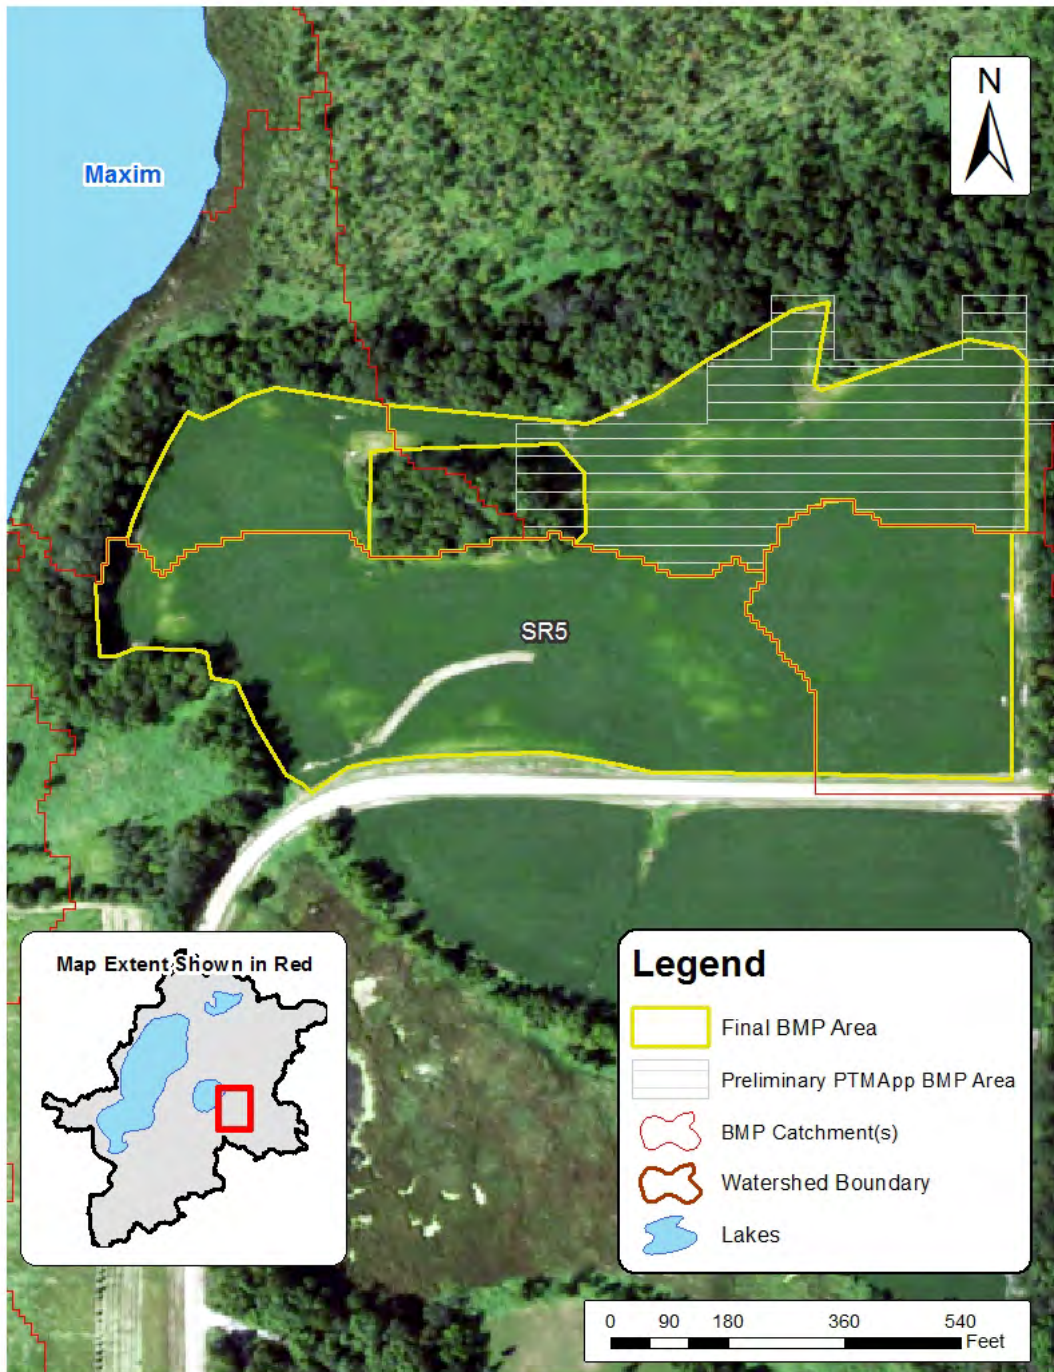 N
Maxim
SR5
Map Extent Shown in Red
Legend
Final BMP Area
Preliminary PTMApp BMP Area
BMP Catchment(s)
Watershed Boundary
Lakes
0 90 180 360 540
Feet